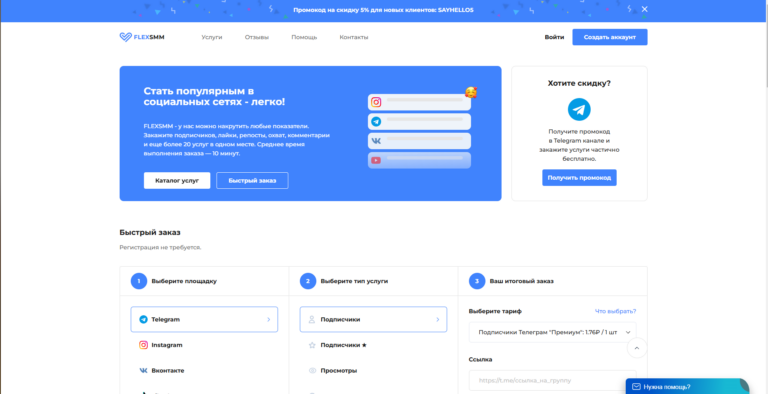 Промокод на скидку 5% для новых клиентов: SAYHELLO5
FLEXSMM
Услуги
Отзывы
Помощь
Контакты
Войти
Создать аккаунт
Стать популярным в
социальных сетях - легко!
FLEXSMM - у нас можно накрутить любые показатели.
Закажите подписчиков, лайки, репосты, охват, комментарии
и еще более 20 услуг в одном месте. Среднее время
выполнения заказа — 10 минут.
Каталог услуг
Быстрый заказ
Хотите скидку?
Получите промокод
в Telegram канале и
закажите услуги частично
бесплатно.
Получить промокод
Быстрый заказ
Регистрация не требуется.
1 Выберите площадку
Telegram
Instagram
Вконтакте
2 Выберите тип услуги
Подписчики
Подписчики ★
Просмотры
3 Ваш итоговый заказ
Выберите тариф
Что выбрать?
Подписчики Телеграм "Премиум": 1.76₽ / 1 шт
Ссылка
https://t.me/ссылка_на_группу
Нужна помощь?